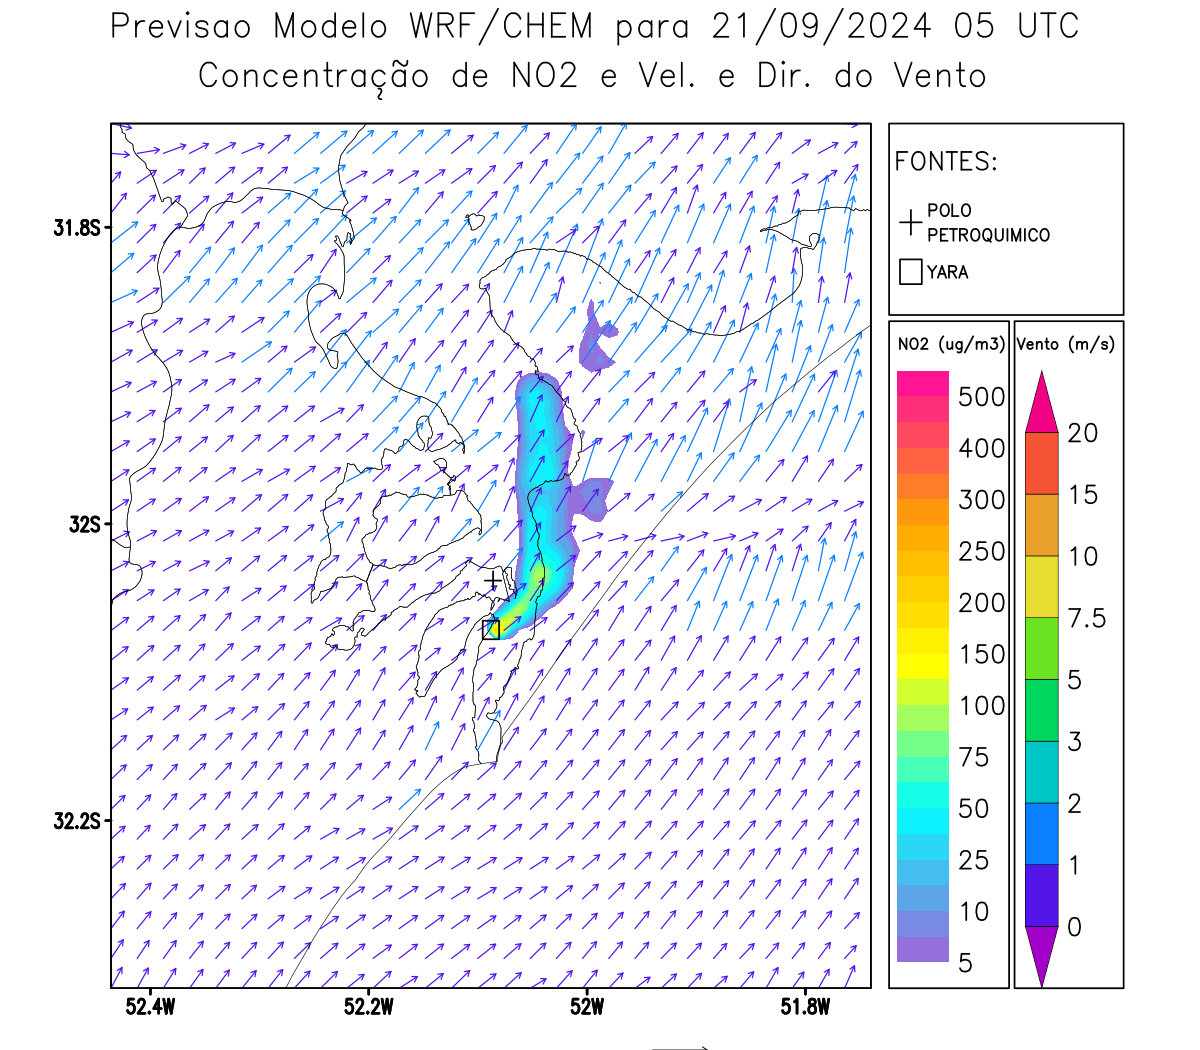 Previsao Modelo WRF/CHEM para 21/09/2024 05 UTC
Concentração de NO2 e Vel. e Dir. do Vento
FONTES:
POLO
PETROQUIMICO
YARA
31.8S
32S
32.2S
52.4W
52.2W
52W
51.8W
NO2 (ug/m3)
500
400
300
250
200
150
100
75
50
25
10
5
Vento (m/s)
20
15
10
7.5
5
3
2
1
0